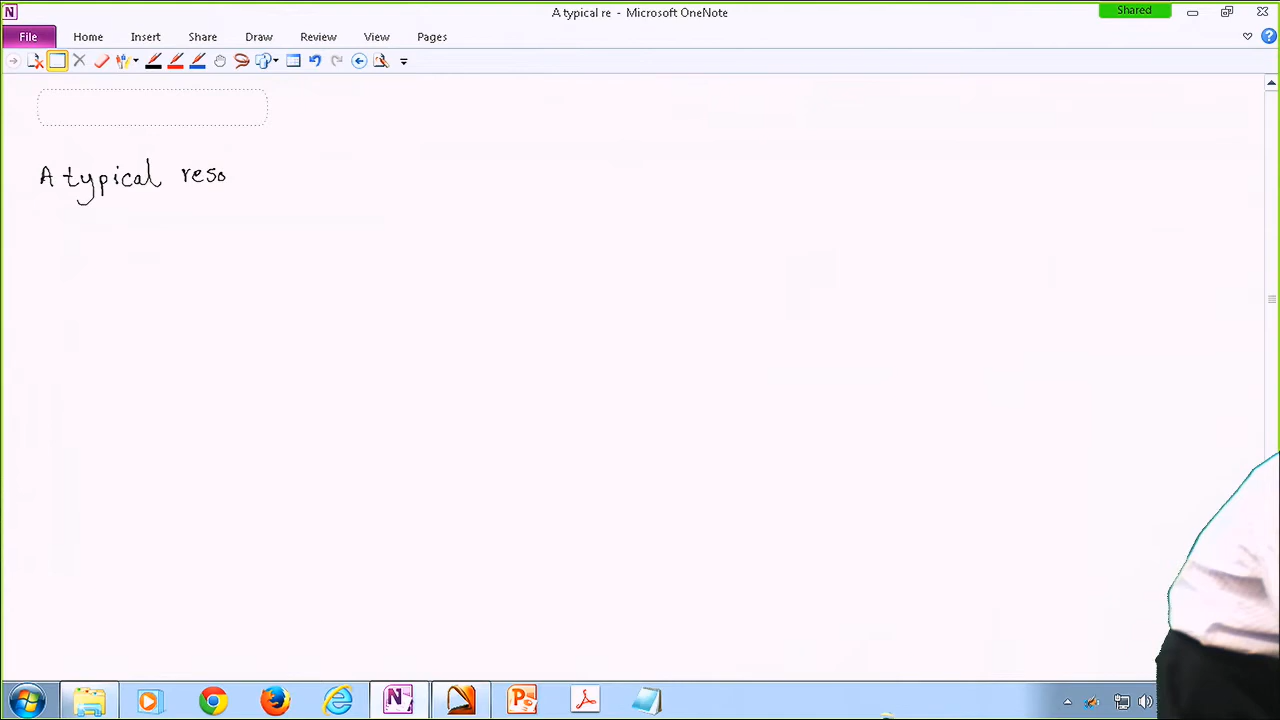 A typical re - Microsoft OneNote
Shared
File Home Insert Share Draw Review View Pages
A typical reso